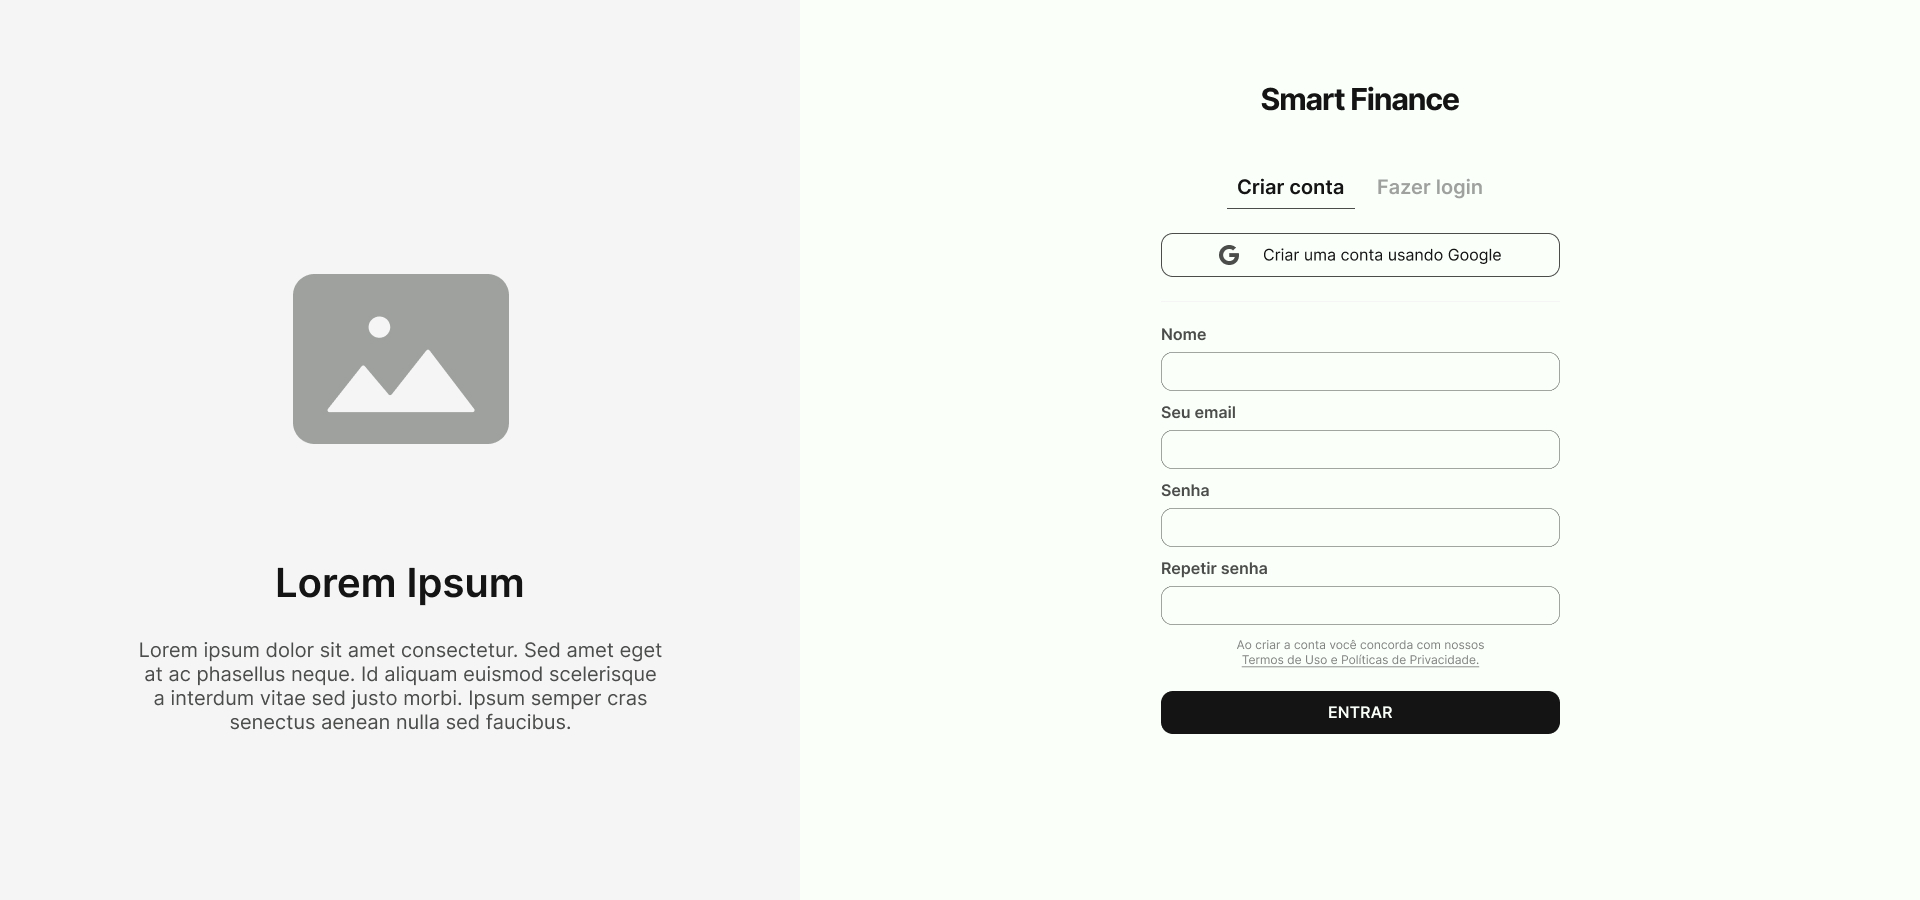 Lorem Ipsum
Lorem ipsum dolor sit amet consectetur. Sed amet eget
at ac phasellus neque. Id aliquam euismod scelerisque
a interdum vitae sed justo morbi. Ipsum semper cras
senectus aenean nulla sed faucibus.
Smart Finance
Criar conta
Fazer login
Criar uma conta usando Google
Nome
Seu email
Senha
Repetir senha
Ao criar a conta você concorda com nossos
Termos de Uso e Políticas de Privacidade.
ENTRAR